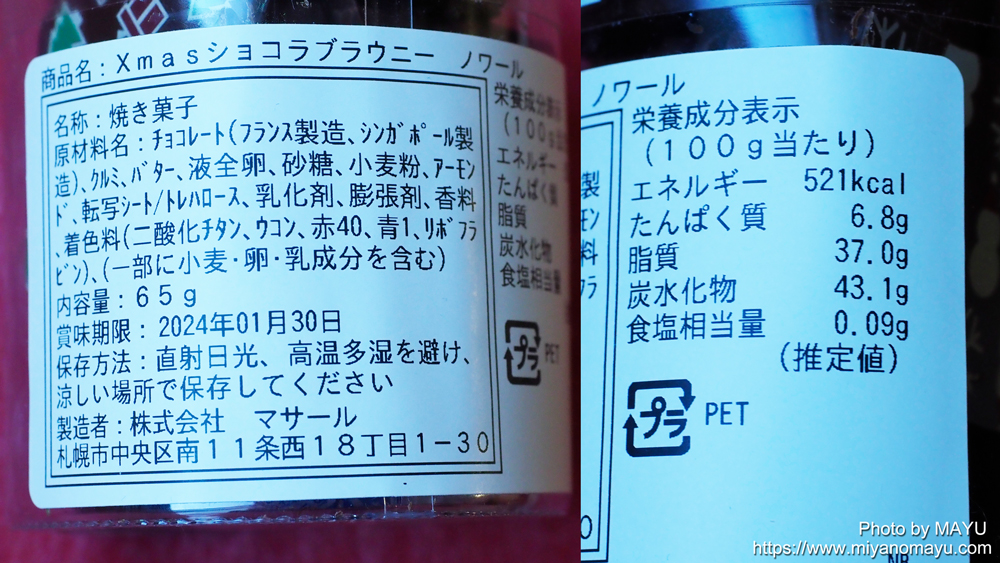 商品名：Ｘｍａｓショコラブラウニー　ノワール
名称：焼き菓子
原材料名：チョコレート(フランス製造、シンガポール製
造)、クルミ、バター、液全卵、砂糖、小麦粉、アーモン
ド、転写シート/トレハロース、乳化剤、膨張剤、香料
、着色料(二酸化チタン、ウコン、赤40、青1、リボフラ
ビン)、(一部に小麦・卵・乳成分を含む)
内容量：６５ｇ
賞味期限：2024年01月30日
保存方法：直射日光、高温多湿を避け、
涼しい場所で保存してください
製造者：株式会社　マサール
札幌市中央区南１１条西１８丁目１−３０
栄養成分表示
(１００ｇ
エネルギー
たんぱく質
脂質
炭水化物
食塩相当量
プラ PET
ノワール
栄養成分表示
(１００ｇ当たり)
エネルギー 521kcal
たんぱく質 6.8g
脂質 37.0g
炭水化物 43.1g
食塩相当量 0.09g
(推定値)
プラ PET
製
モン
料
フラ
0
Photo by MAYU
https://www.miyanomayu.com